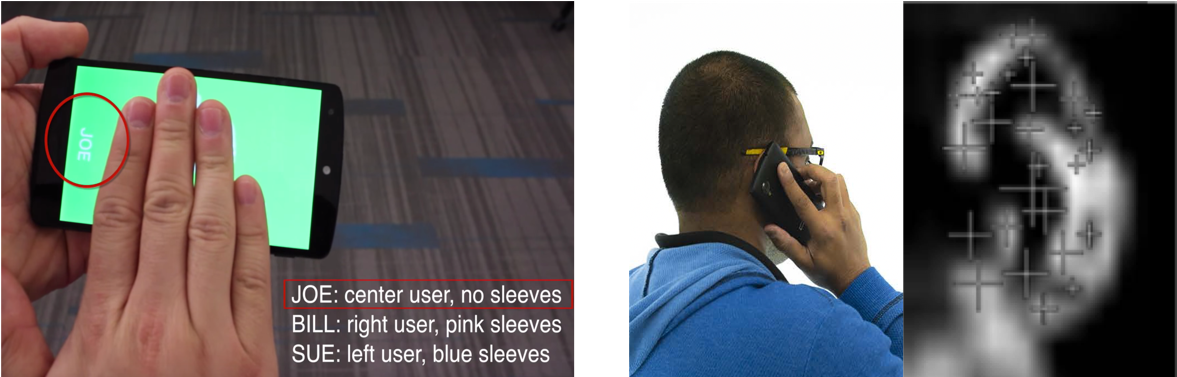 JOE
JOE: center user, no sleeves
BILL: right user, pink sleeves
SUE: left user, blue sleeves